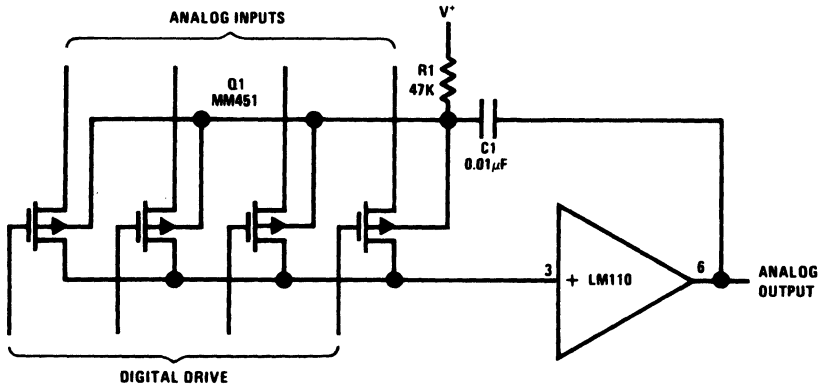 ANALOG INPUTS
V+
R1
47K
Q1
MM451
C1
0.01µF
3
+ LM110
6
ANALOG
OUTPUT
DIGITAL DRIVE